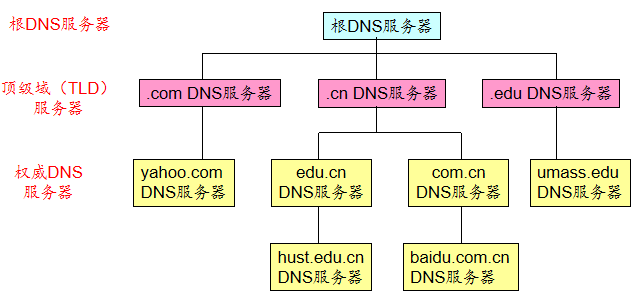 根DNS服务器
根DNS服务器
顶级域（TLD）
服务器
.com DNS服务器
.cn DNS服务器
.edu DNS服务器
权威DNS
服务器
yahoo.com
DNS服务器
edu.cn
DNS服务器
com.cn
DNS服务器
umass.edu
DNS服务器
hust.edu.cn
DNS服务器
baidu.com.cn
DNS服务器